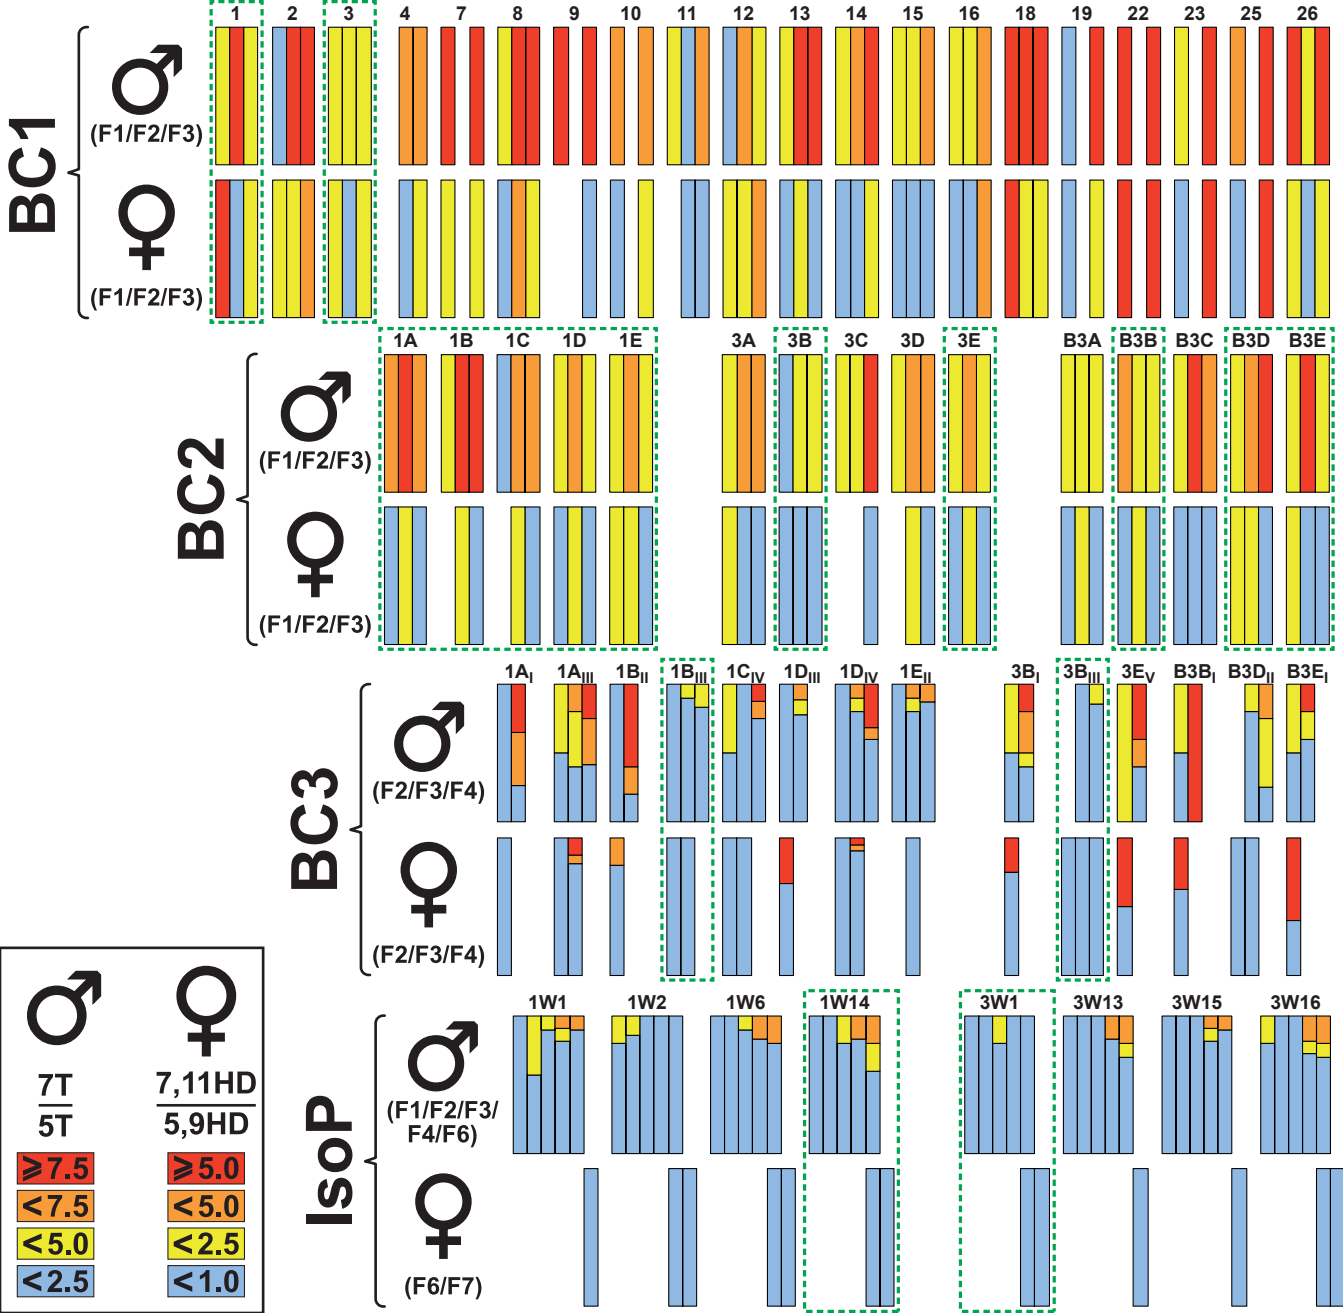 1 2 3 4 7 8 9 10 11 12 13 14 15 16 18 19 22 23 25 26
BC1
♂
(F1/F2/F3)
♀
(F1/F2/F3)
1A 1B 1C 1D 1E 3A 3B 3C 3D 3E B3A B3B B3C B3D B3E
BC2
♂
(F1/F2/F3)
♀
(F1/F2/F3)
1AI 1AIII 1BII 1BIII 1CIV 1DIII 1DIV 1EII 3BI 3BIII 3EV B3BI B3DII B3EI
BC3
♂
(F2/F3/F4)
♀
(F2/F3/F4)
1W1 1W2 1W6 1W14 3W1 3W13 3W15 3W16
IsoP
♂
(F1/F2/F3/
F4/F6)
♀
(F6/F7)
♂ ♀
7T 7,11HD
5T 5,9HD
⩾7.5 ⩾5.0
<7.5 <5.0
<5.0 <2.5
<2.5 <1.0